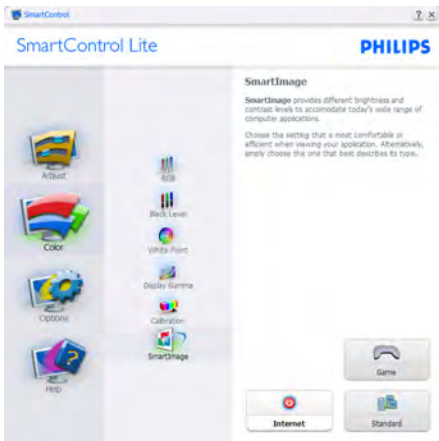 SmartControl
? x
SmartControl Lite
PHILIPS
SmartImage
SmartImage provides different brightness and
contrast levels to accomodate today's wide range of
computer applications.
Choose the setting that is most comfortable or
efficient when viewing your application. Alternatively,
simply choose the one that best describes its type.
Adjust
Color
Options
Help
RGB
Black Level
White Point
Display Gamma
Calibration
SmartImage
Game
Internet
Standard